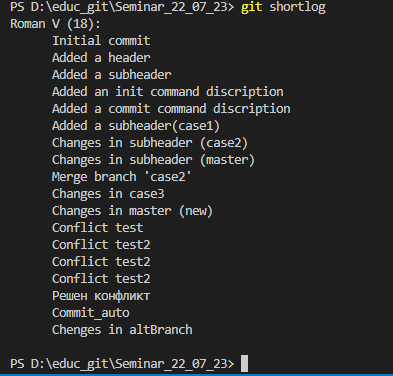 PS D:\educ_git\Seminar_22_07_23> git shortlog
Roman V (18):
Initial commit
Added a header
Added a subheader
Added an init command discription
Added a commit command discription
Added a subheader(case1)
Changes in subheader (case2)
Changes in subheader (master)
Merge branch 'case2'
Changes in case3
Changes in master (new)
Conflict test
Conflict test2
Conflict test2
Conflict test2
Решен конфликт
Commit_auto
Chenges in altBranch
PS D:\educ_git\Seminar_22_07_23>